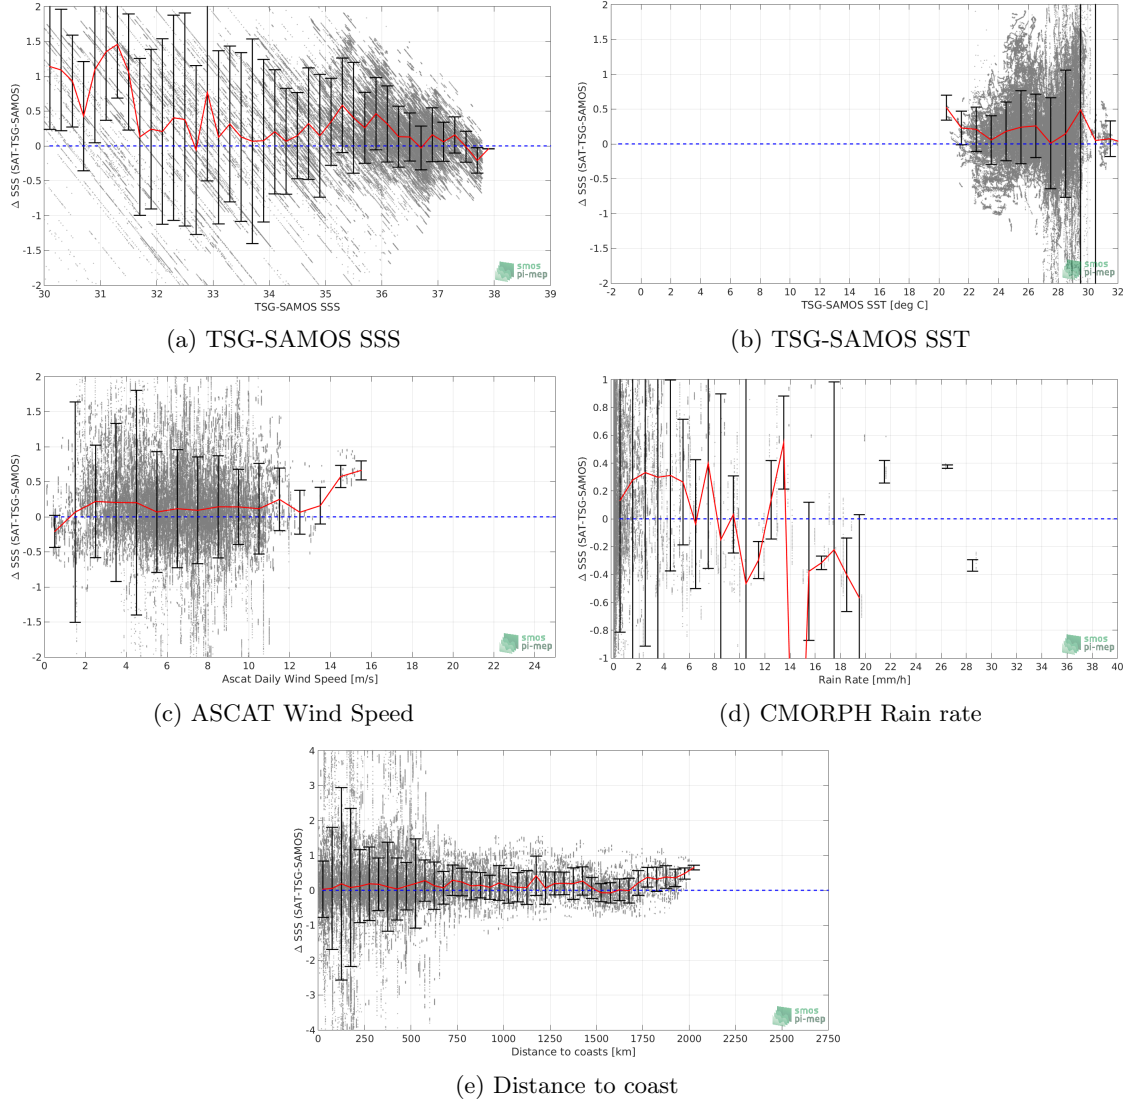 2
1.5
1
0.5
0
-0.5
-1
-1.5
-2
Δ SSS (SAT-TSG-SAMOS)
30 31 32 33 34 35 36 37 38 39
TSG-SAMOS SSS
smos
pi-mep
(a) TSG-SAMOS SSS
2
1.5
1
0.5
0
-0.5
-1
-1.5
-2
Δ SSS (SAT-TSG-SAMOS)
-2 0 2 4 6 8 10 12 14 16 18 20 22 24 26 28 30 32
TSG-SAMOS SST [deg C]
smos
pi-mep
(b) TSG-SAMOS SST
2
1.5
1
0.5
0
-0.5
-1
-1.5
-2
Δ SSS (SAT-TSG-SAMOS)
0 2 4 6 8 10 12 14 16 18 20 22 24
Ascat Daily Wind Speed [m/s]
smos
pi-mep
(c) ASCAT Wind Speed
1
0.8
0.6
0.4
0.2
0
-0.2
-0.4
-0.6
-0.8
-1
Δ SSS (SAT-TSG-SAMOS)
0 2 4 6 8 10 12 14 16 18 20 22 24 26 28 30 32 34 36 38 40
Rain Rate [mm/h]
smos
pi-mep
(d) CMORPH Rain rate
4
3
2
1
0
-1
-2
-3
-4
Δ SSS (SAT-TSG-SAMOS)
0 250 500 750 1000 1250 1500 1750 2000 2250 2500 2750
Distance to coasts [km]
smos
pi-mep
(e) Distance to coast